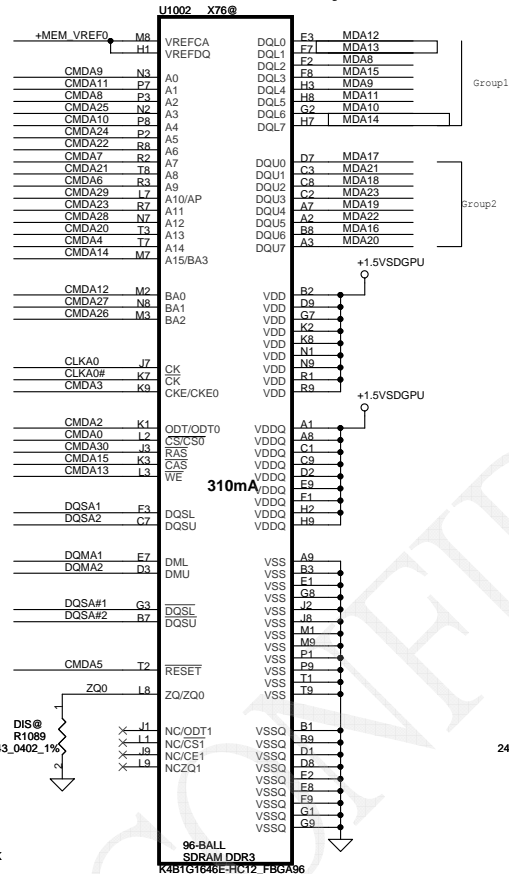 U1002 X76@
+MEM_VREF0 M8 VREFCA
H1 VREFDQ
CMDA9 N3 A0
CMDA11 P7 A1
CMDA8 P3 A2
CMDA25 N2 A3
CMDA10 P8 A4
CMDA24 P2 A5
CMDA22 R8 A6
CMDA7 R2 A7
CMDA21 T8 A8
CMDA6 R3 A9
CMDA29 L7 A10/AP
CMDA23 R7 A11
CMDA28 N7 A12
CMDA20 T3 A13
CMDA4 T7 A14
CMDA14 M7 A15/BA3
CMDA12 M2 BA0
CMDA27 N8 BA1
CMDA26 M3 BA2
CLKA0 J7 CK
CLKA0# K7 CK
CMDA3 K9 CKE/CKE0
CMDA2 K1 ODT/ODT0
CMDA0 L2 CS/CS0
CMDA30 J3 RAS
CMDA15 K3 CAS
CMDA13 L3 WE
DQSA1 F3 DQSL
DQSA2 C7 DQSU
DQMA1 E7 DML
DQMA2 D3 DMU
DQSA#1 G3 DQSL
DQSA#2 B7 DQSU
CMDA5 T2 RESET
ZQ0 L8 ZQ/ZQ0
J1 NC/ODT1
L1 NC/CS1
J9 NC/CE1
L9 NCZQ1
1
DIS@
R1089
43_0402_1%
2
DQL0 E3 MDA12
DQL1 F7 MDA13
DQL2 F2 MDA8
DQL3 F8 MDA15
DQL4 H3 MDA9
DQL5 H8 MDA11
DQL6 G2 MDA10
DQL7 H7 MDA14
Group1
DQU0 D7 MDA17
DQU1 C3 MDA21
DQU2 C8 MDA18
DQU3 C2 MDA23
DQU4 A7 MDA19
DQU5 A2 MDA22
DQU6 B8 MDA16
DQU7 A3 MDA20
Group2
+1.5VSDGPU
VDD B2
VDD D9
VDD G7
VDD K2
VDD K8
VDD N1
VDD N9
VDD R1
VDD R9
+1.5VSDGPU
VDDQ A1
VDDQ A8
VDDQ C1
VDDQ C9
VDDQ D2
VDDQ E9
VDDQ F1
VDDQ H2
VDDQ H9
310mA
VSS A9
VSS B3
VSS E1
VSS G8
VSS J2
VSS J8
VSS M1
VSS M9
VSS P1
VSS P9
VSS T1
VSS T9
VSSQ B1
VSSQ B9
VSSQ D1
VSSQ D8
VSSQ E2
VSSQ E8
VSSQ F9
VSSQ G1
VSSQ G9
24
96-BALL
SDRAM DDR3
K4B1G1646E-HC12_FBGA96